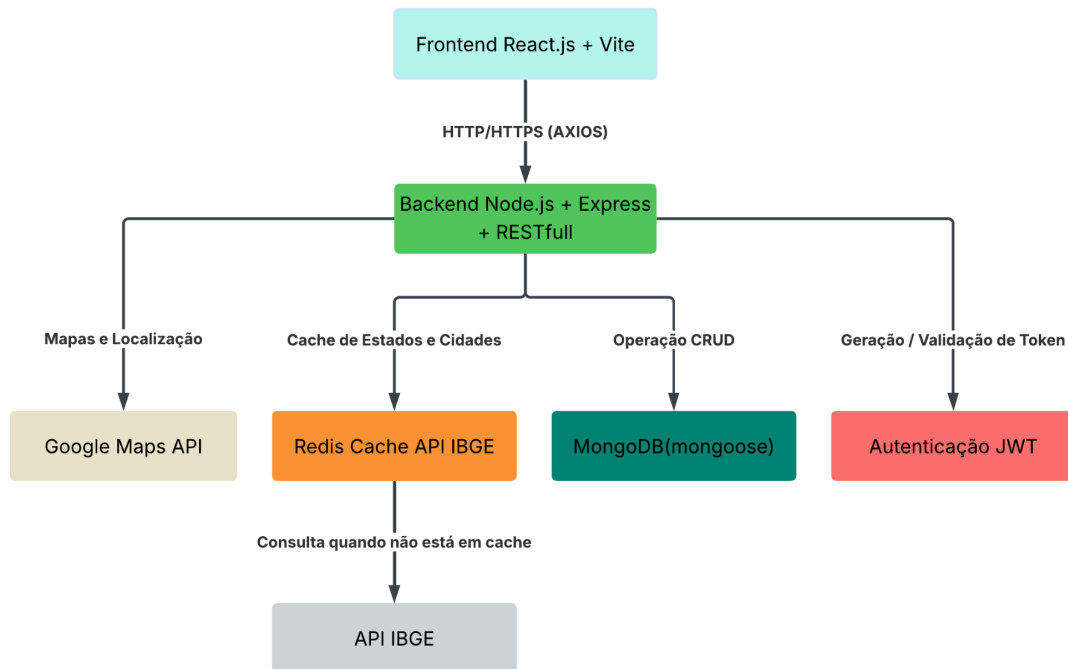 Frontend React.js + Vite
HTTP/HTTPS (AXIOS)
Backend Node.js + Express
+ RESTfull
Mapas e Localização
Cache de Estados e Cidades
Operação CRUD
Geração / Validação de Token
Google Maps API
Redis Cache API IBGE
MongoDB(mongoose)
Autenticação JWT
Consulta quando não está em cache
API IBGE